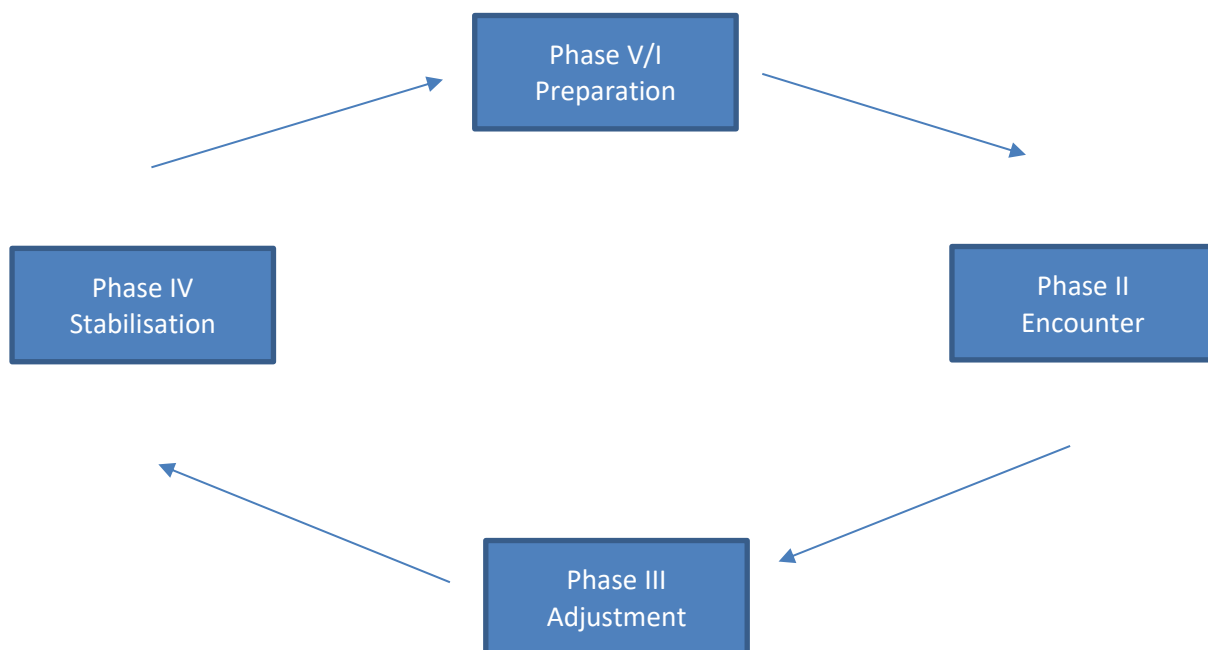 Phase V/I
Preparation
Phase IV
Stabilisation
Phase II
Encounter
Phase III
Adjustment